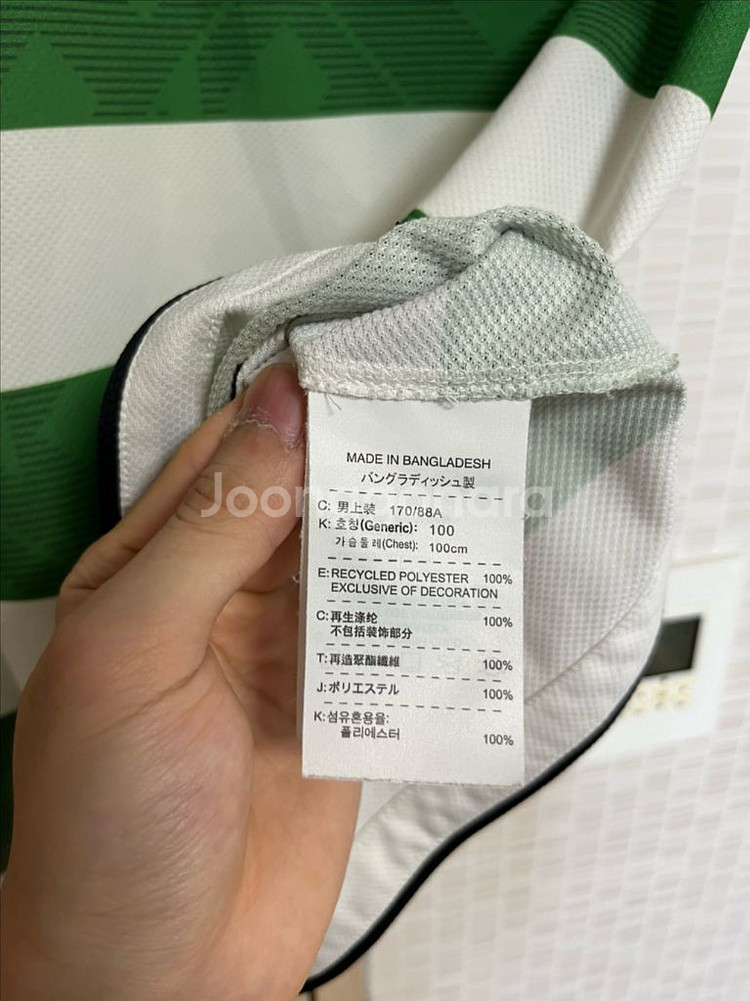 MADE IN BANGLADESH
バングラディッシュ製
C: 男上装 170/88A
K: 호칭(Generic): 100
가슴둘레(Chest): 100cm
E: RECYCLED POLYESTER 100%
EXCLUSIVE OF DECORATION
C: 再生涤纶 100%
不包括装饰部分
T: 再造聚酯纖維 100%
J: ポリエステル 100%
K: 섬유혼용율:
폴리에스터 100%